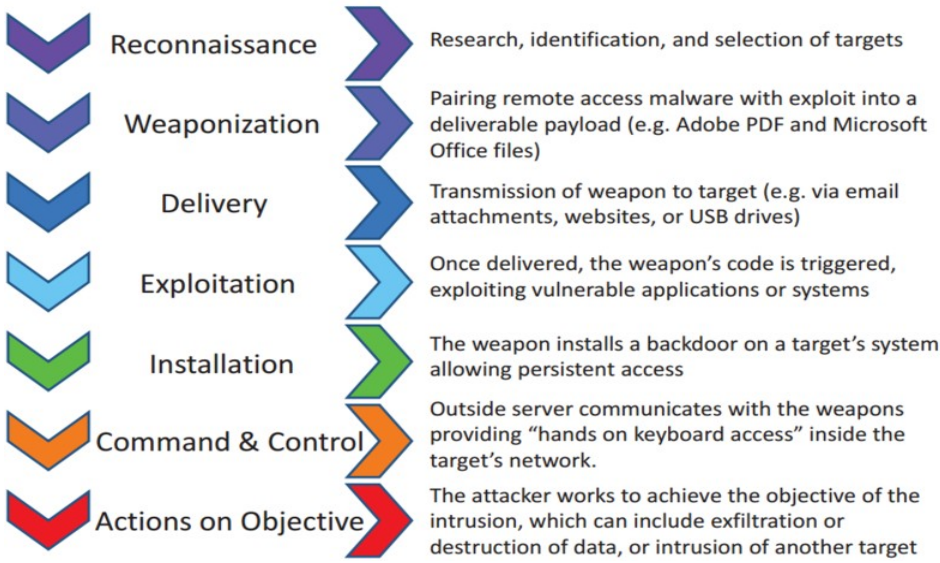 Reconnaissance
Research, identification, and selection of targets
Weaponization
Pairing remote access malware with exploit into a
deliverable payload (e.g. Adobe PDF and Microsoft
Office files)
Delivery
Transmission of weapon to target (e.g. via email
attachments, websites, or USB drives)
Exploitation
Once delivered, the weapon's code is triggered,
exploiting vulnerable applications or systems
Installation
The weapon installs a backdoor on a target's system
allowing persistent access
Command & Control
Outside server communicates with the weapons
providing “hands on keyboard access” inside the
target's network.
Actions on Objective
The attacker works to achieve the objective of the
intrusion, which can include exfiltration or
destruction of data, or intrusion of another target